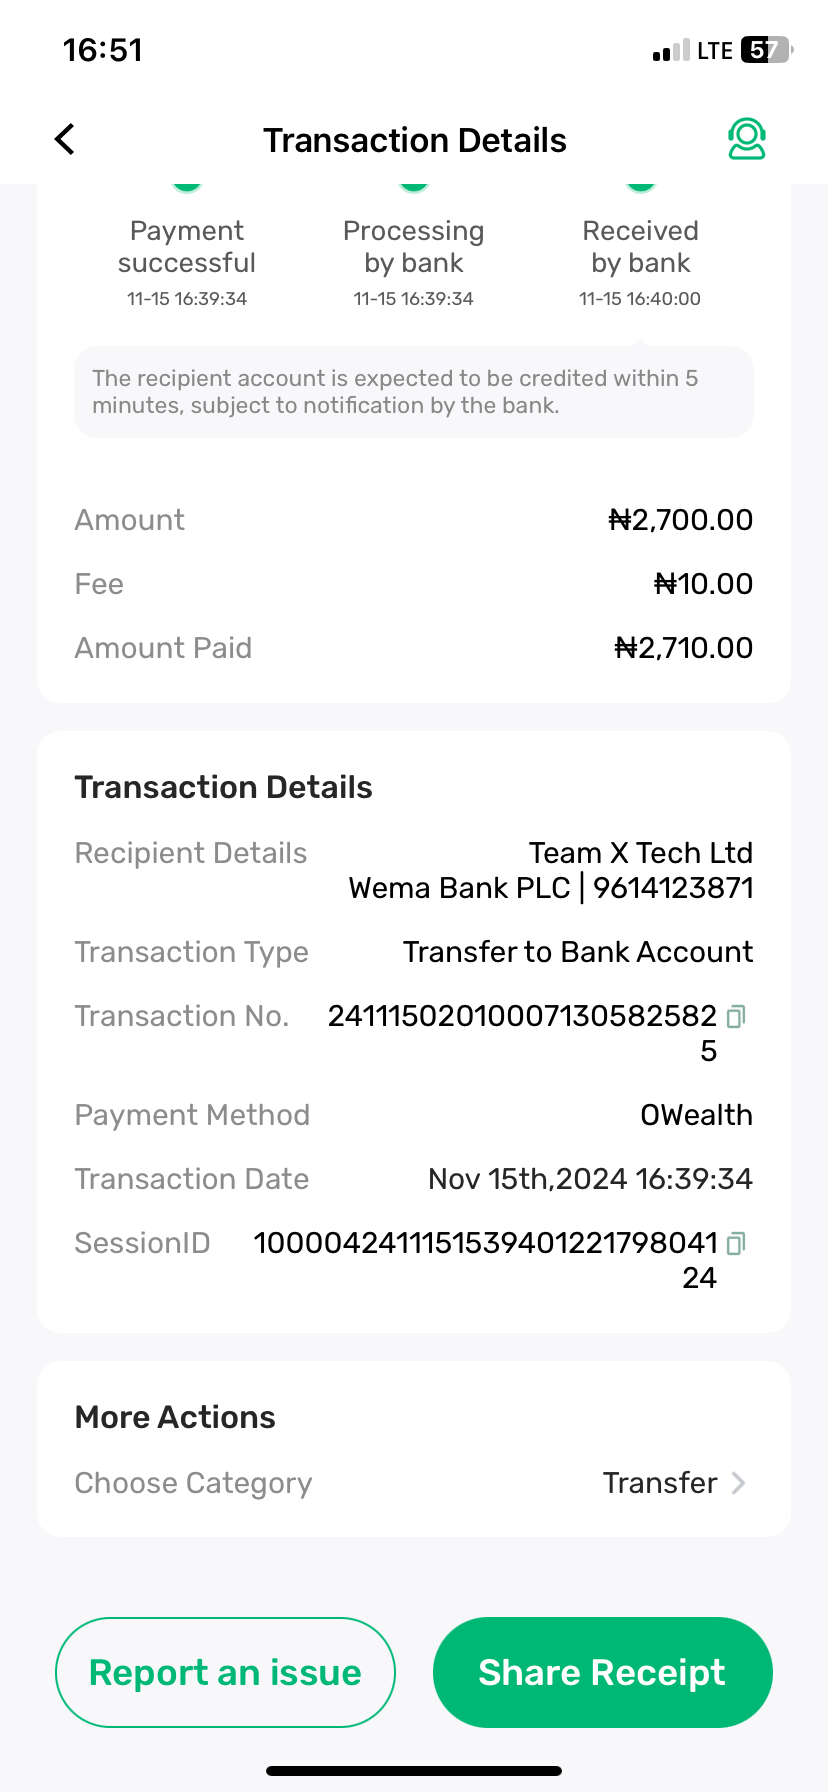 16:51
LTE 57
Transaction Details
Payment successful
11-15 16:39:34
Processing by bank
11-15 16:39:34
Received by bank
11-15 16:40:00
The recipient account is expected to be credited within 5
minutes, subject to notification by the bank.
Amount ₦2,700.00
Fee ₦10.00
Amount Paid ₦2,710.00
Transaction Details
Recipient Details Team X Tech Ltd
Wema Bank PLC | 9614123871
Transaction Type Transfer to Bank Account
Transaction No. 24111502010007130582582
5
Payment Method OWealth
Transaction Date Nov 15th,2024 16:39:34
SessionID 1000042411151539401221798041
24
More Actions
Choose Category Transfer
Report an issue
Share Receipt